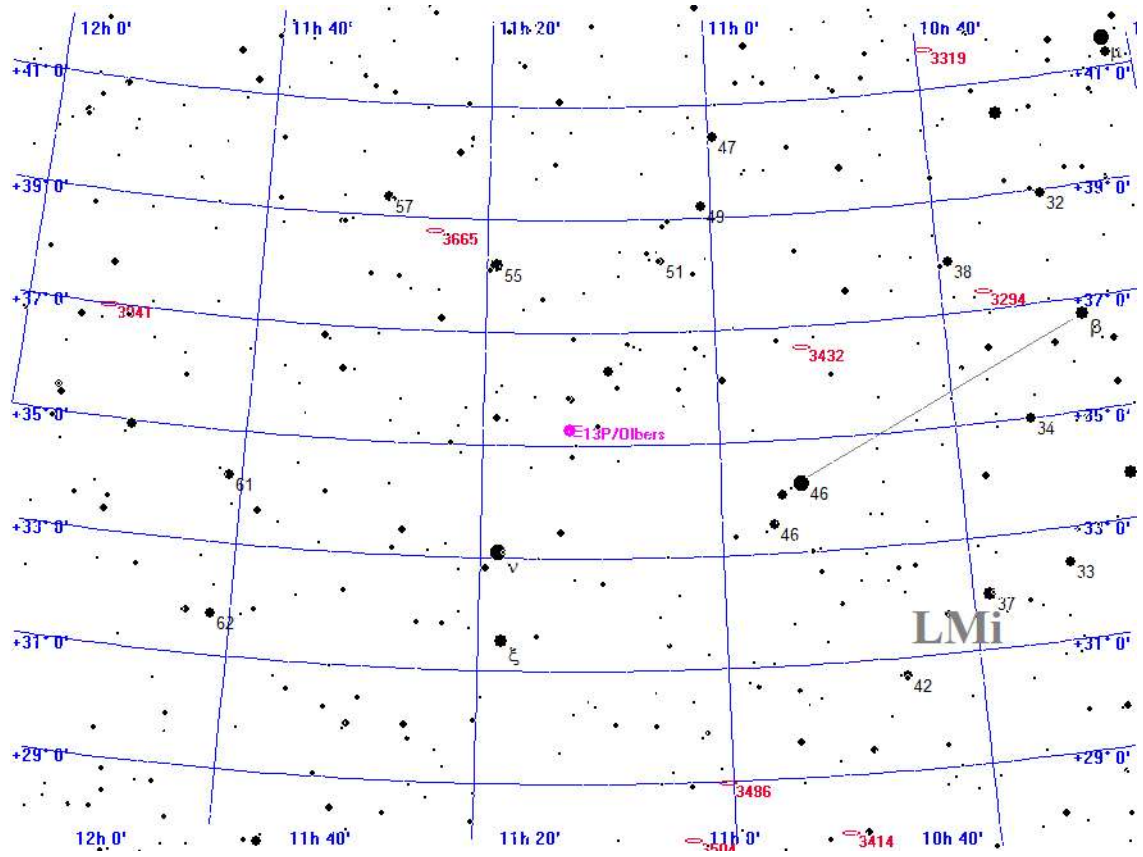 12h 0'
11h 40'
11h 20'
11h 0'
10h 40'
1
+41° 0'
3319
μ
+41° 0'
47
+39° 0'
57
49
32
+39° 0'
3665
55
51
38
+37° 0'
3941
3294
+37° 0'
β
3432
+35° 0'
13P/Olbers
34
+35° 0'
61
46
+33° 0'
46
+33° 0'
ν
33
62
37
LMi
+31° 0'
ξ
+31° 0'
42
+29° 0'
+29° 0'
3486
12h 0'
11h 40'
11h 20'
11h 0'
10h 40'
3504
3414